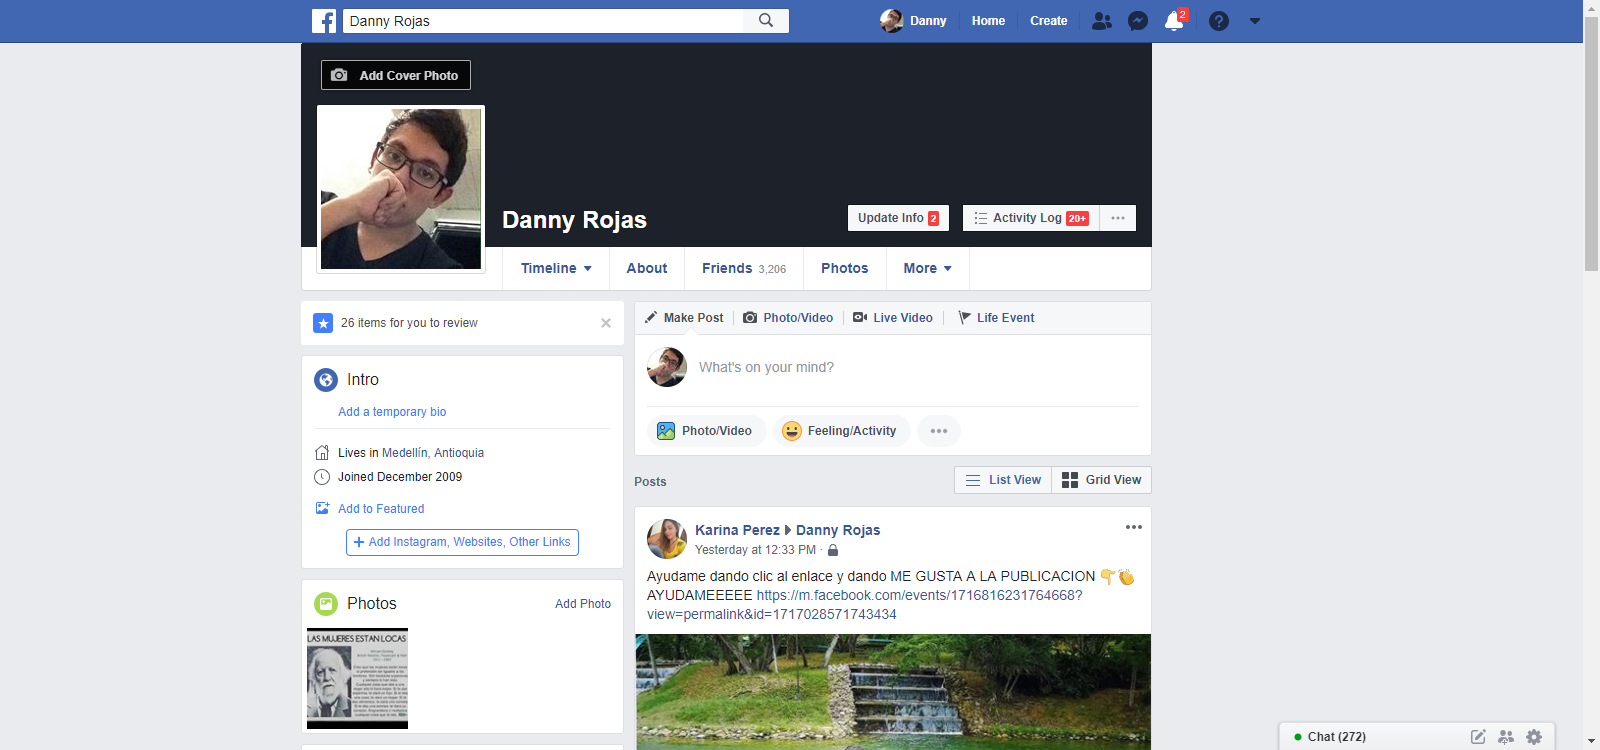 Danny Rojas
Danny
Home
Create
2
Add Cover Photo
Danny Rojas
Update Info 2
Activity Log 20+
Timeline
About
Friends 3,206
Photos
More
26 items for you to review
Intro
Add a temporary bio
Lives in Medellín, Antioquia
Joined December 2009
Add to Featured
+ Add Instagram, Websites, Other Links
Photos
Add Photo
LAS MUJERES ESTAN LOCAS
Make Post
Photo/Video
Live Video
Life Event
What's on your mind?
Photo/Video
Feeling/Activity
Posts
List View
Grid View
Karina Perez ▶ Danny Rojas
Yesterday at 12:33 PM ·
Ayudame dando clic al enlace y dando ME GUSTA A LA PUBLICACION 👇👏
AYUDAMEEEEE https://m.facebook.com/events/1716816231764668?
view=permalink&id=1717028571743434
Chat (272)